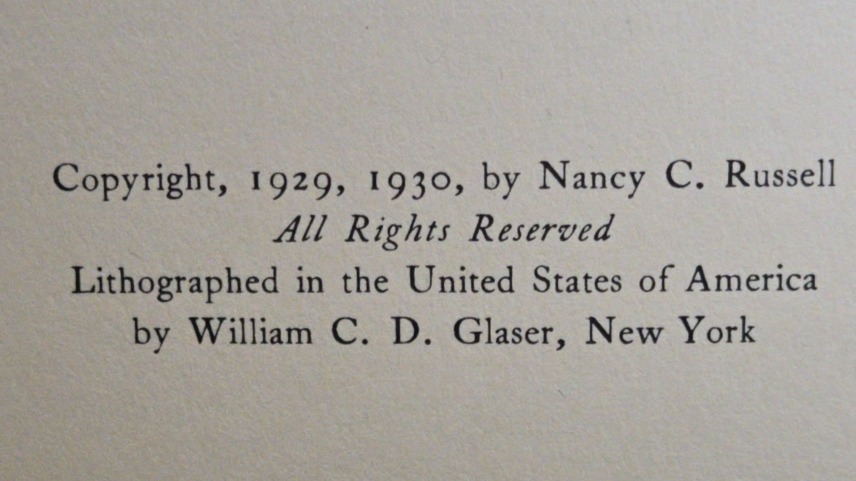 Copyright, 1929, 1930, by Nancy C. Russell
All Rights Reserved
Lithographed in the United States of America
by William C. D. Glaser, New York